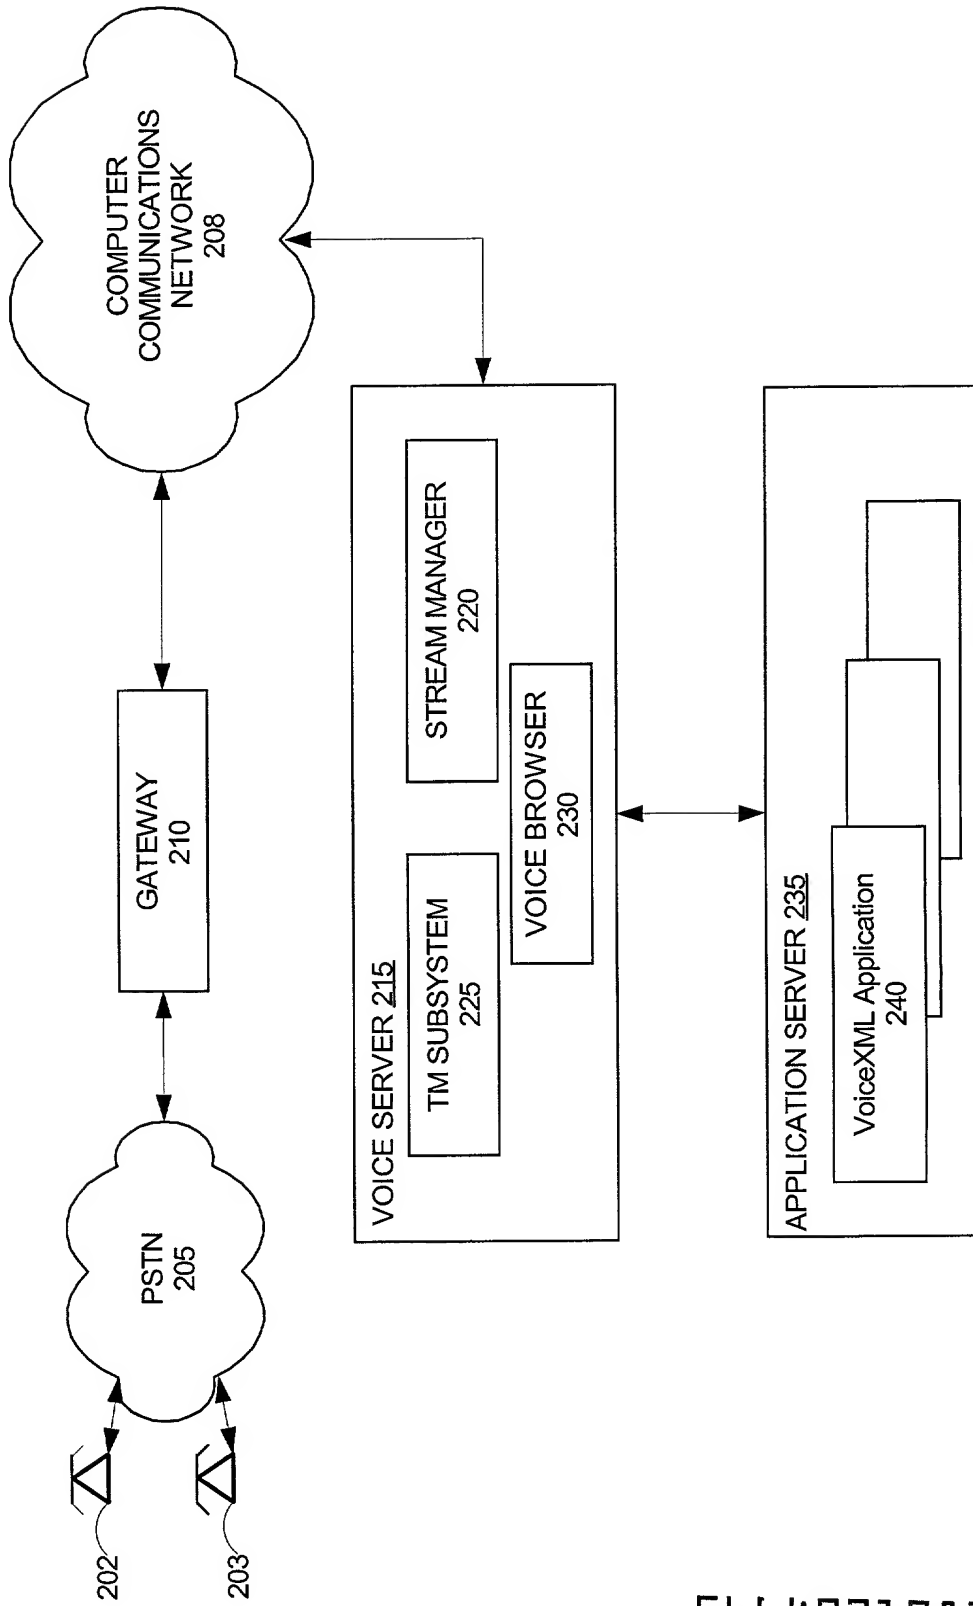 202
203
PSTN
205
GATEWAY
210
COMPUTER
COMMUNICATIONS
NETWORK
208
VOICE SERVER 215
TM SUBSYSTEM
225
STREAM MANAGER
220
VOICE BROWSER
230
APPLICATION SERVER 235
VoiceXML Application
240